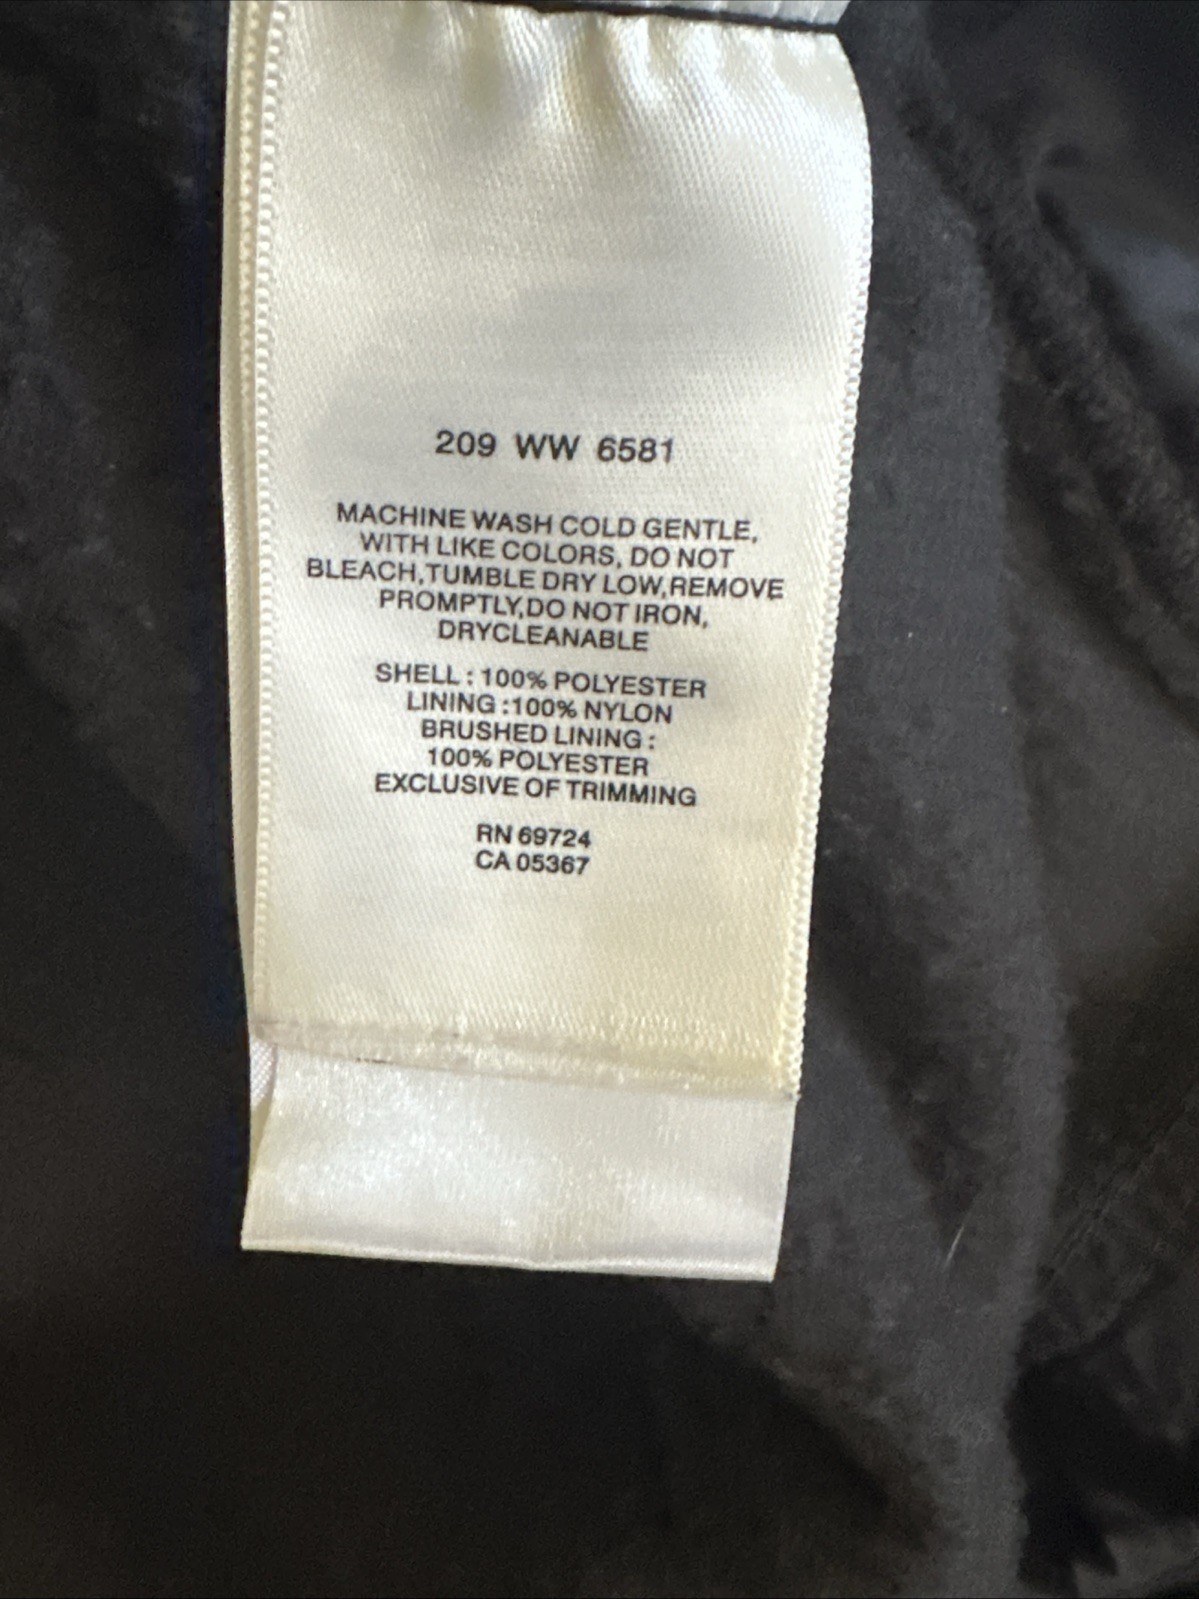 209 WW 6581
MACHINE WASH COLD GENTLE,
WITH LIKE COLORS, DO NOT
BLEACH,TUMBLE DRY LOW,REMOVE
PROMPTLY,DO NOT IRON,
DRYCLEANABLE
SHELL : 100% POLYESTER
LINING :100% NYLON
BRUSHED LINING :
100% POLYESTER
EXCLUSIVE OF TRIMMING
RN 69724
CA 05367